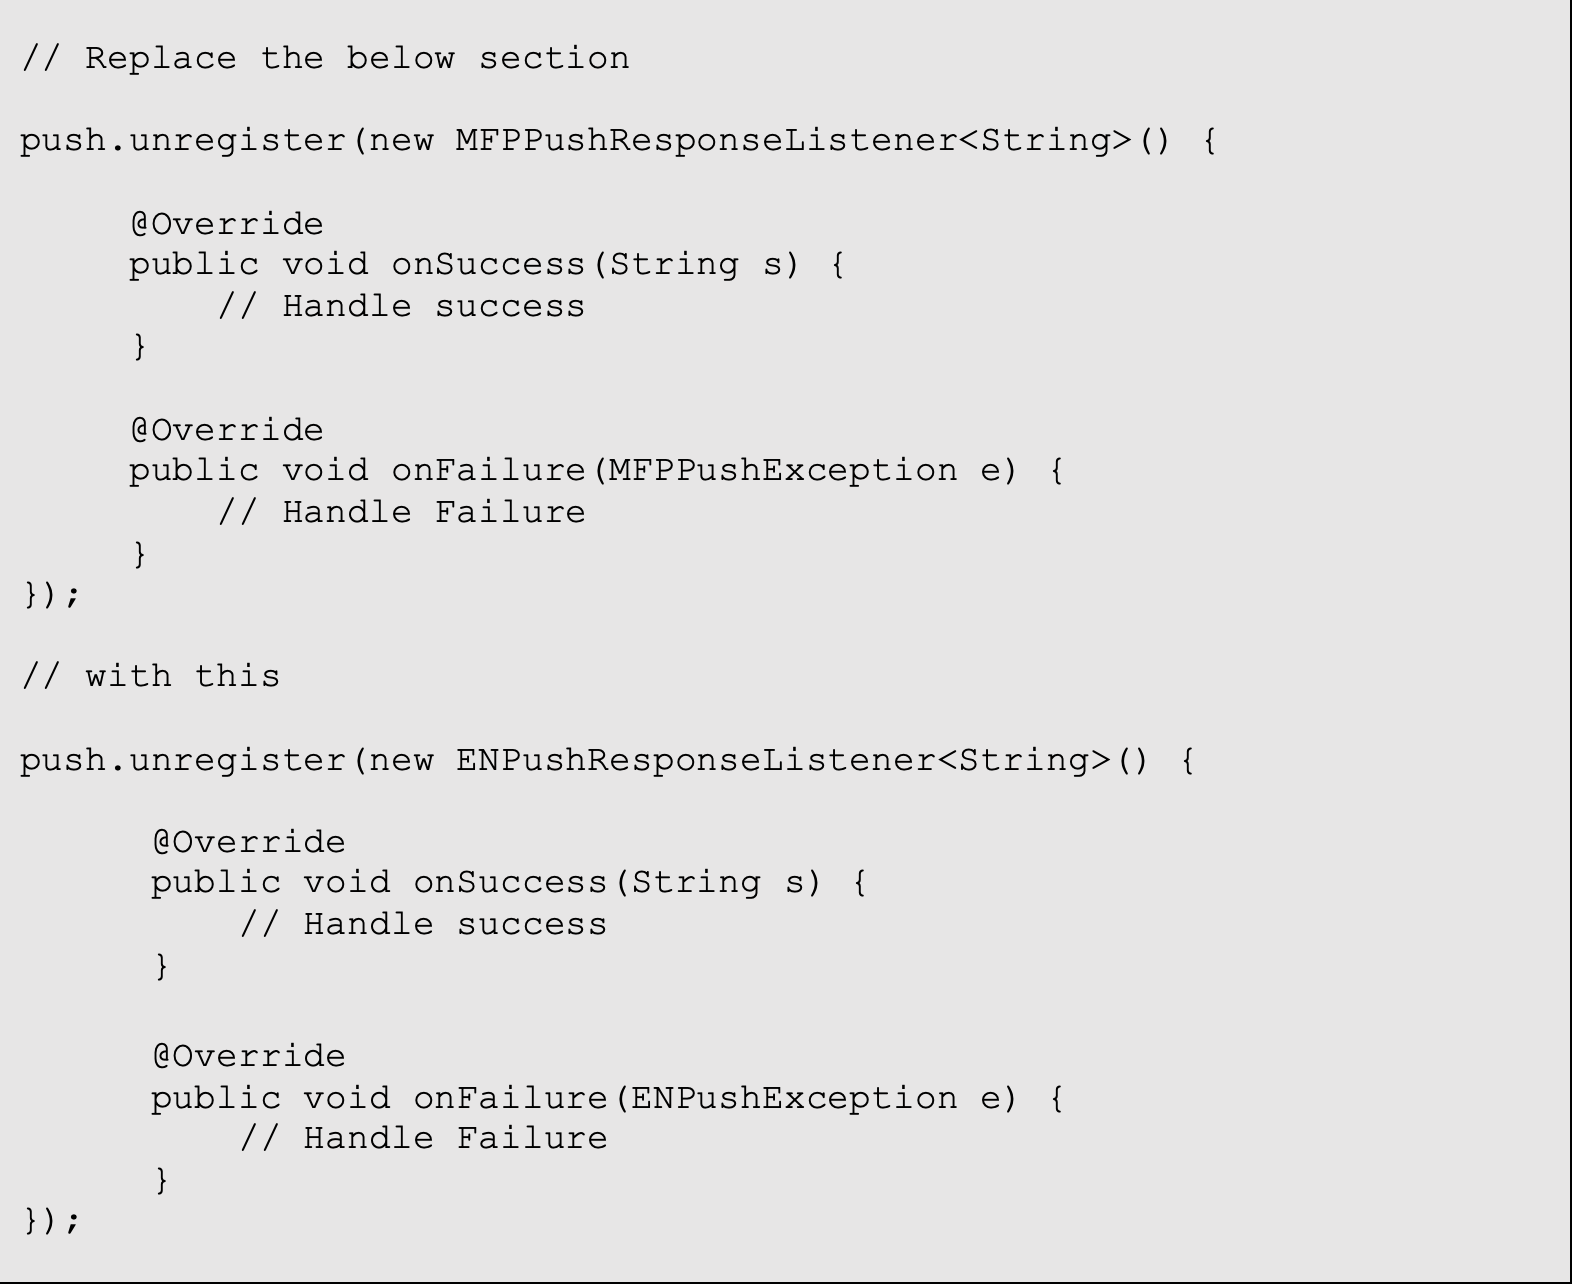 // Replace the below section
push.unregister(new MFPPushResponseListener<String>() {
@Override
public void onSuccess(String s) {
// Handle success
}
@Override
public void onFailure(MFPPushException e) {
// Handle Failure
}
});
// with this
push.unregister(new ENPushResponseListener<String>() {
@Override
public void onSuccess(String s) {
// Handle success
}
@Override
public void onFailure(ENPushException e) {
// Handle Failure
}
});